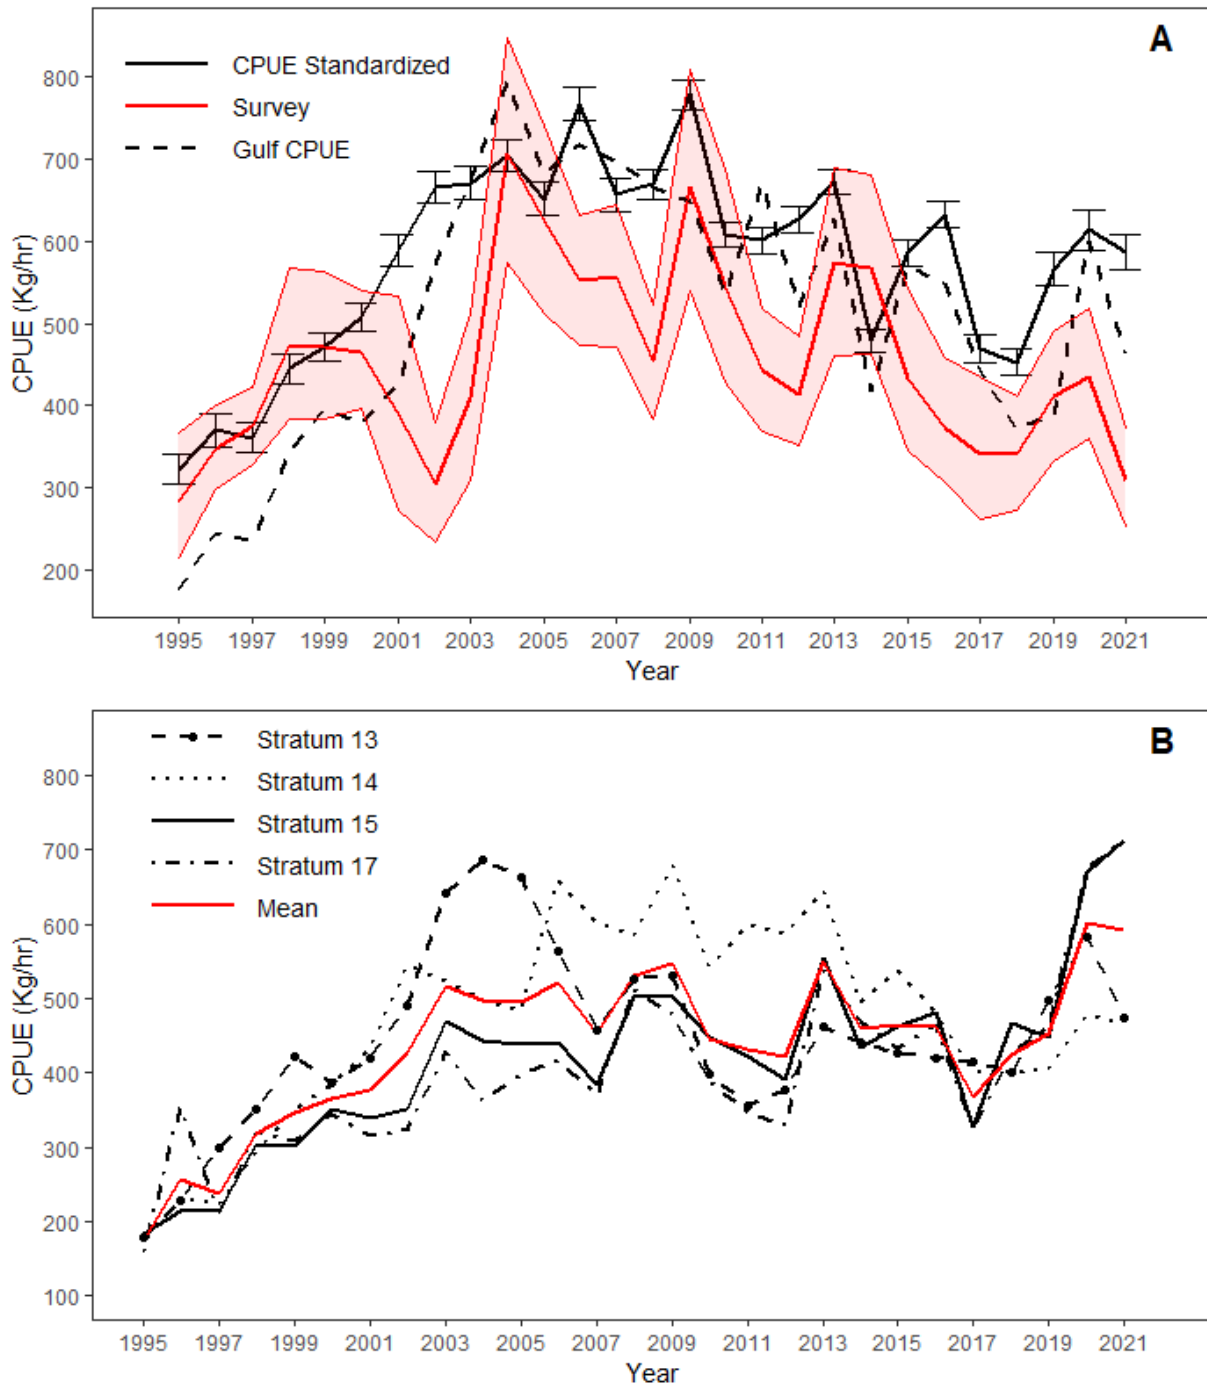 A
CPUE Standardized
Survey
Gulf CPUE
CPUE (Kg/hr)
800
700
600
500
400
300
200
1995 1997 1999 2001 2003 2005 2007 2009 2011 2013 2015 2017 2019 2021
Year
B
Stratum 13
Stratum 14
Stratum 15
Stratum 17
Mean
CPUE (Kg/hr)
800
700
600
500
400
300
200
100
1995 1997 1999 2001 2003 2005 2007 2009 2011 2013 2015 2017 2019 2021
Year